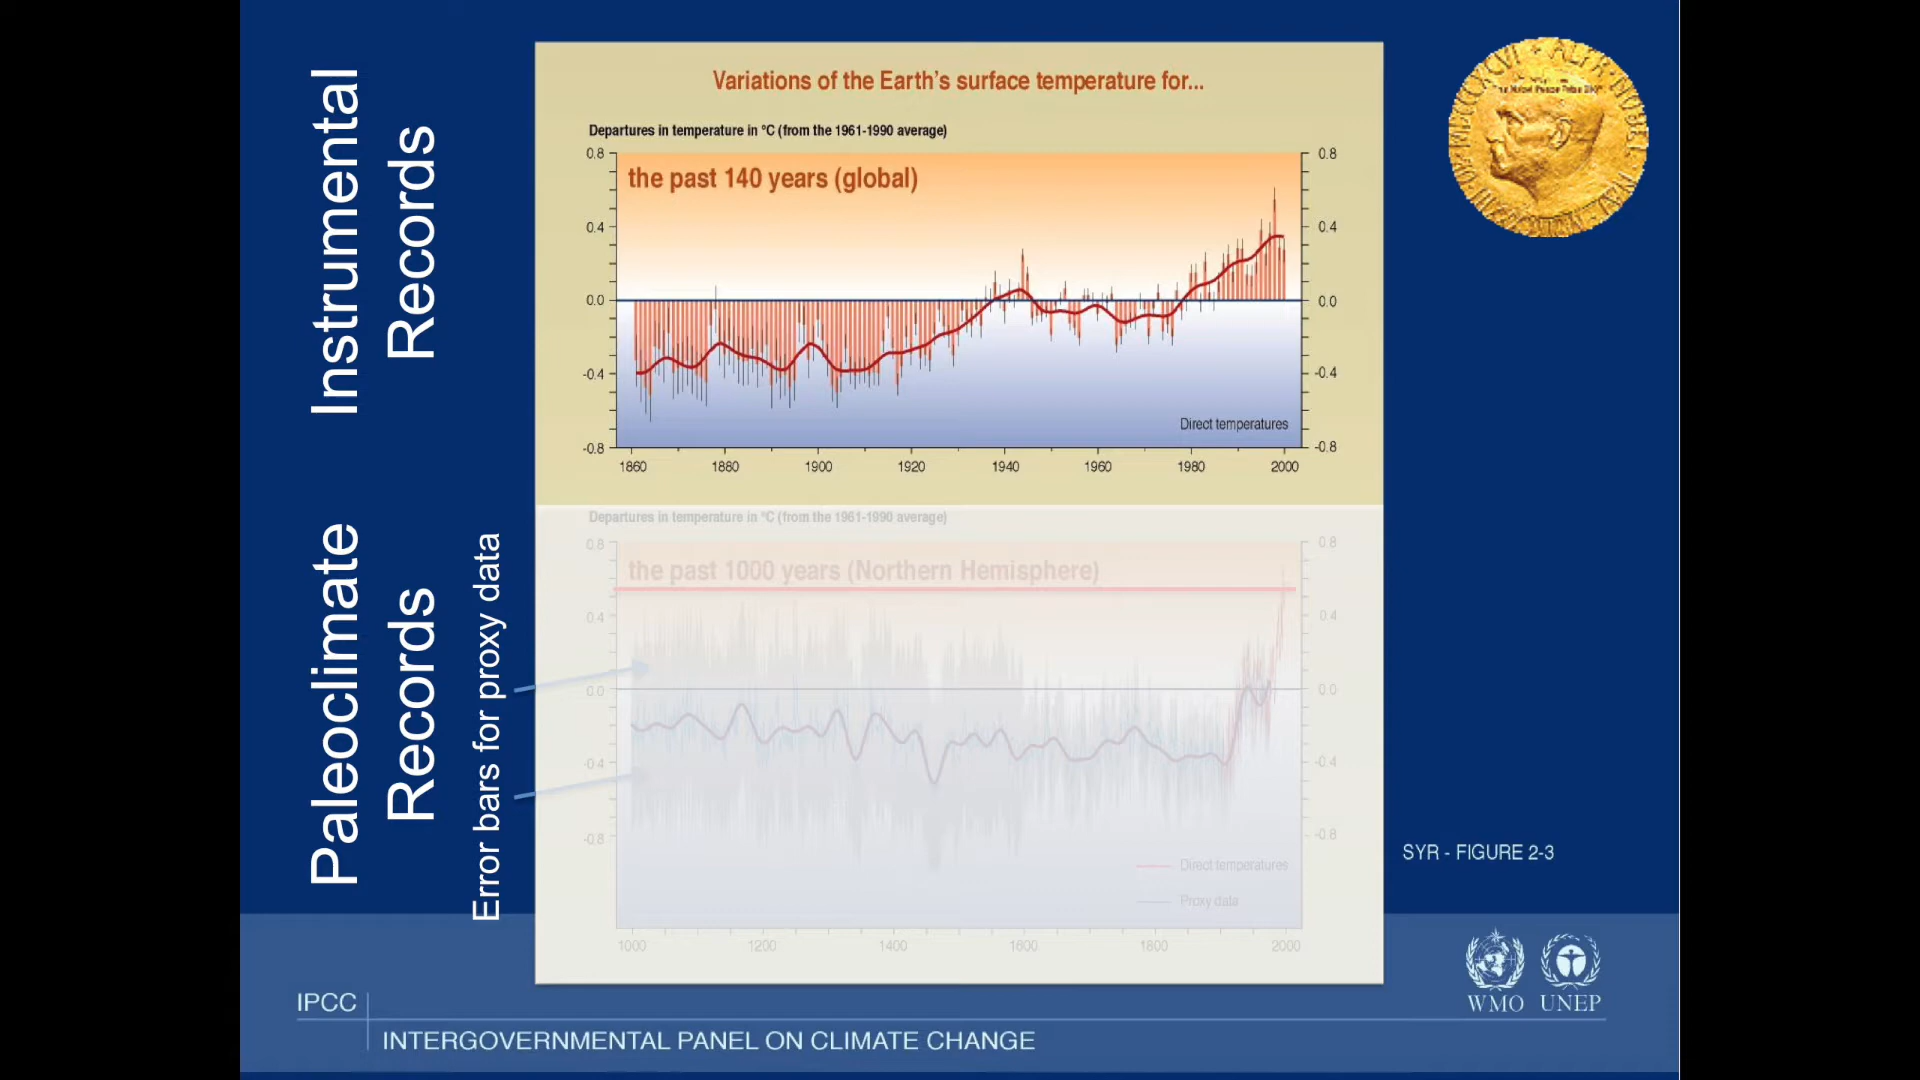 Instrumental
Records
Variations of the Earth's surface temperature for...
Departures in temperature in °C (from the 1961-1990 average)
the past 140 years (global)
0.8
0.4
0.0
-0.4
-0.8
0.8
0.4
0.0
-0.4
-0.8
Direct temperatures
1860 1880 1900 1920 1940 1960 1980 2000
Paleoclimate
Records
Error bars for proxy data
Departures in temperature in °C (from the 1961-1990 average)
the past 1000 years (Northern Hemisphere)
0.8
0.4
0.0
-0.4
-0.8
0.8
0.4
0.0
-0.4
-0.8
Direct temperatures
Proxy data
1000 1200 1400 1600 1800 2000
SYR - FIGURE 2-3
WMO UNEP
IPCC
INTERGOVERNMENTAL PANEL ON CLIMATE CHANGE